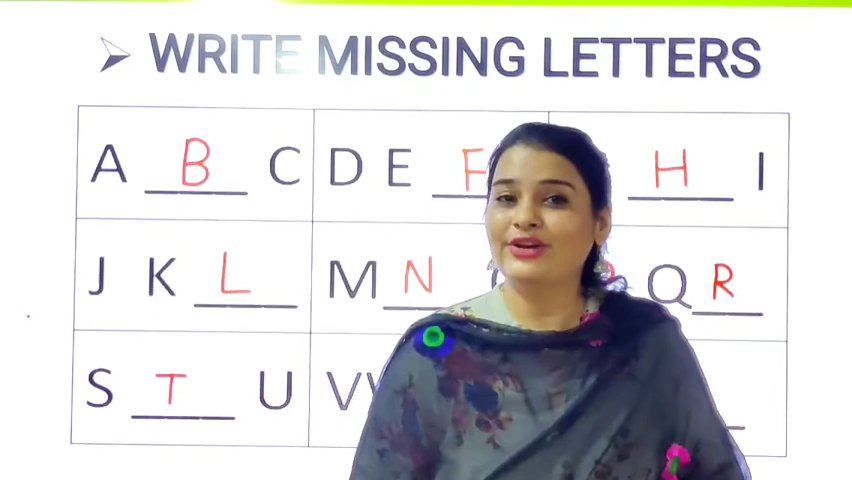 WRITE MISSING LETTERS
A B C D E F H I
J K L M N Q R
S T U V